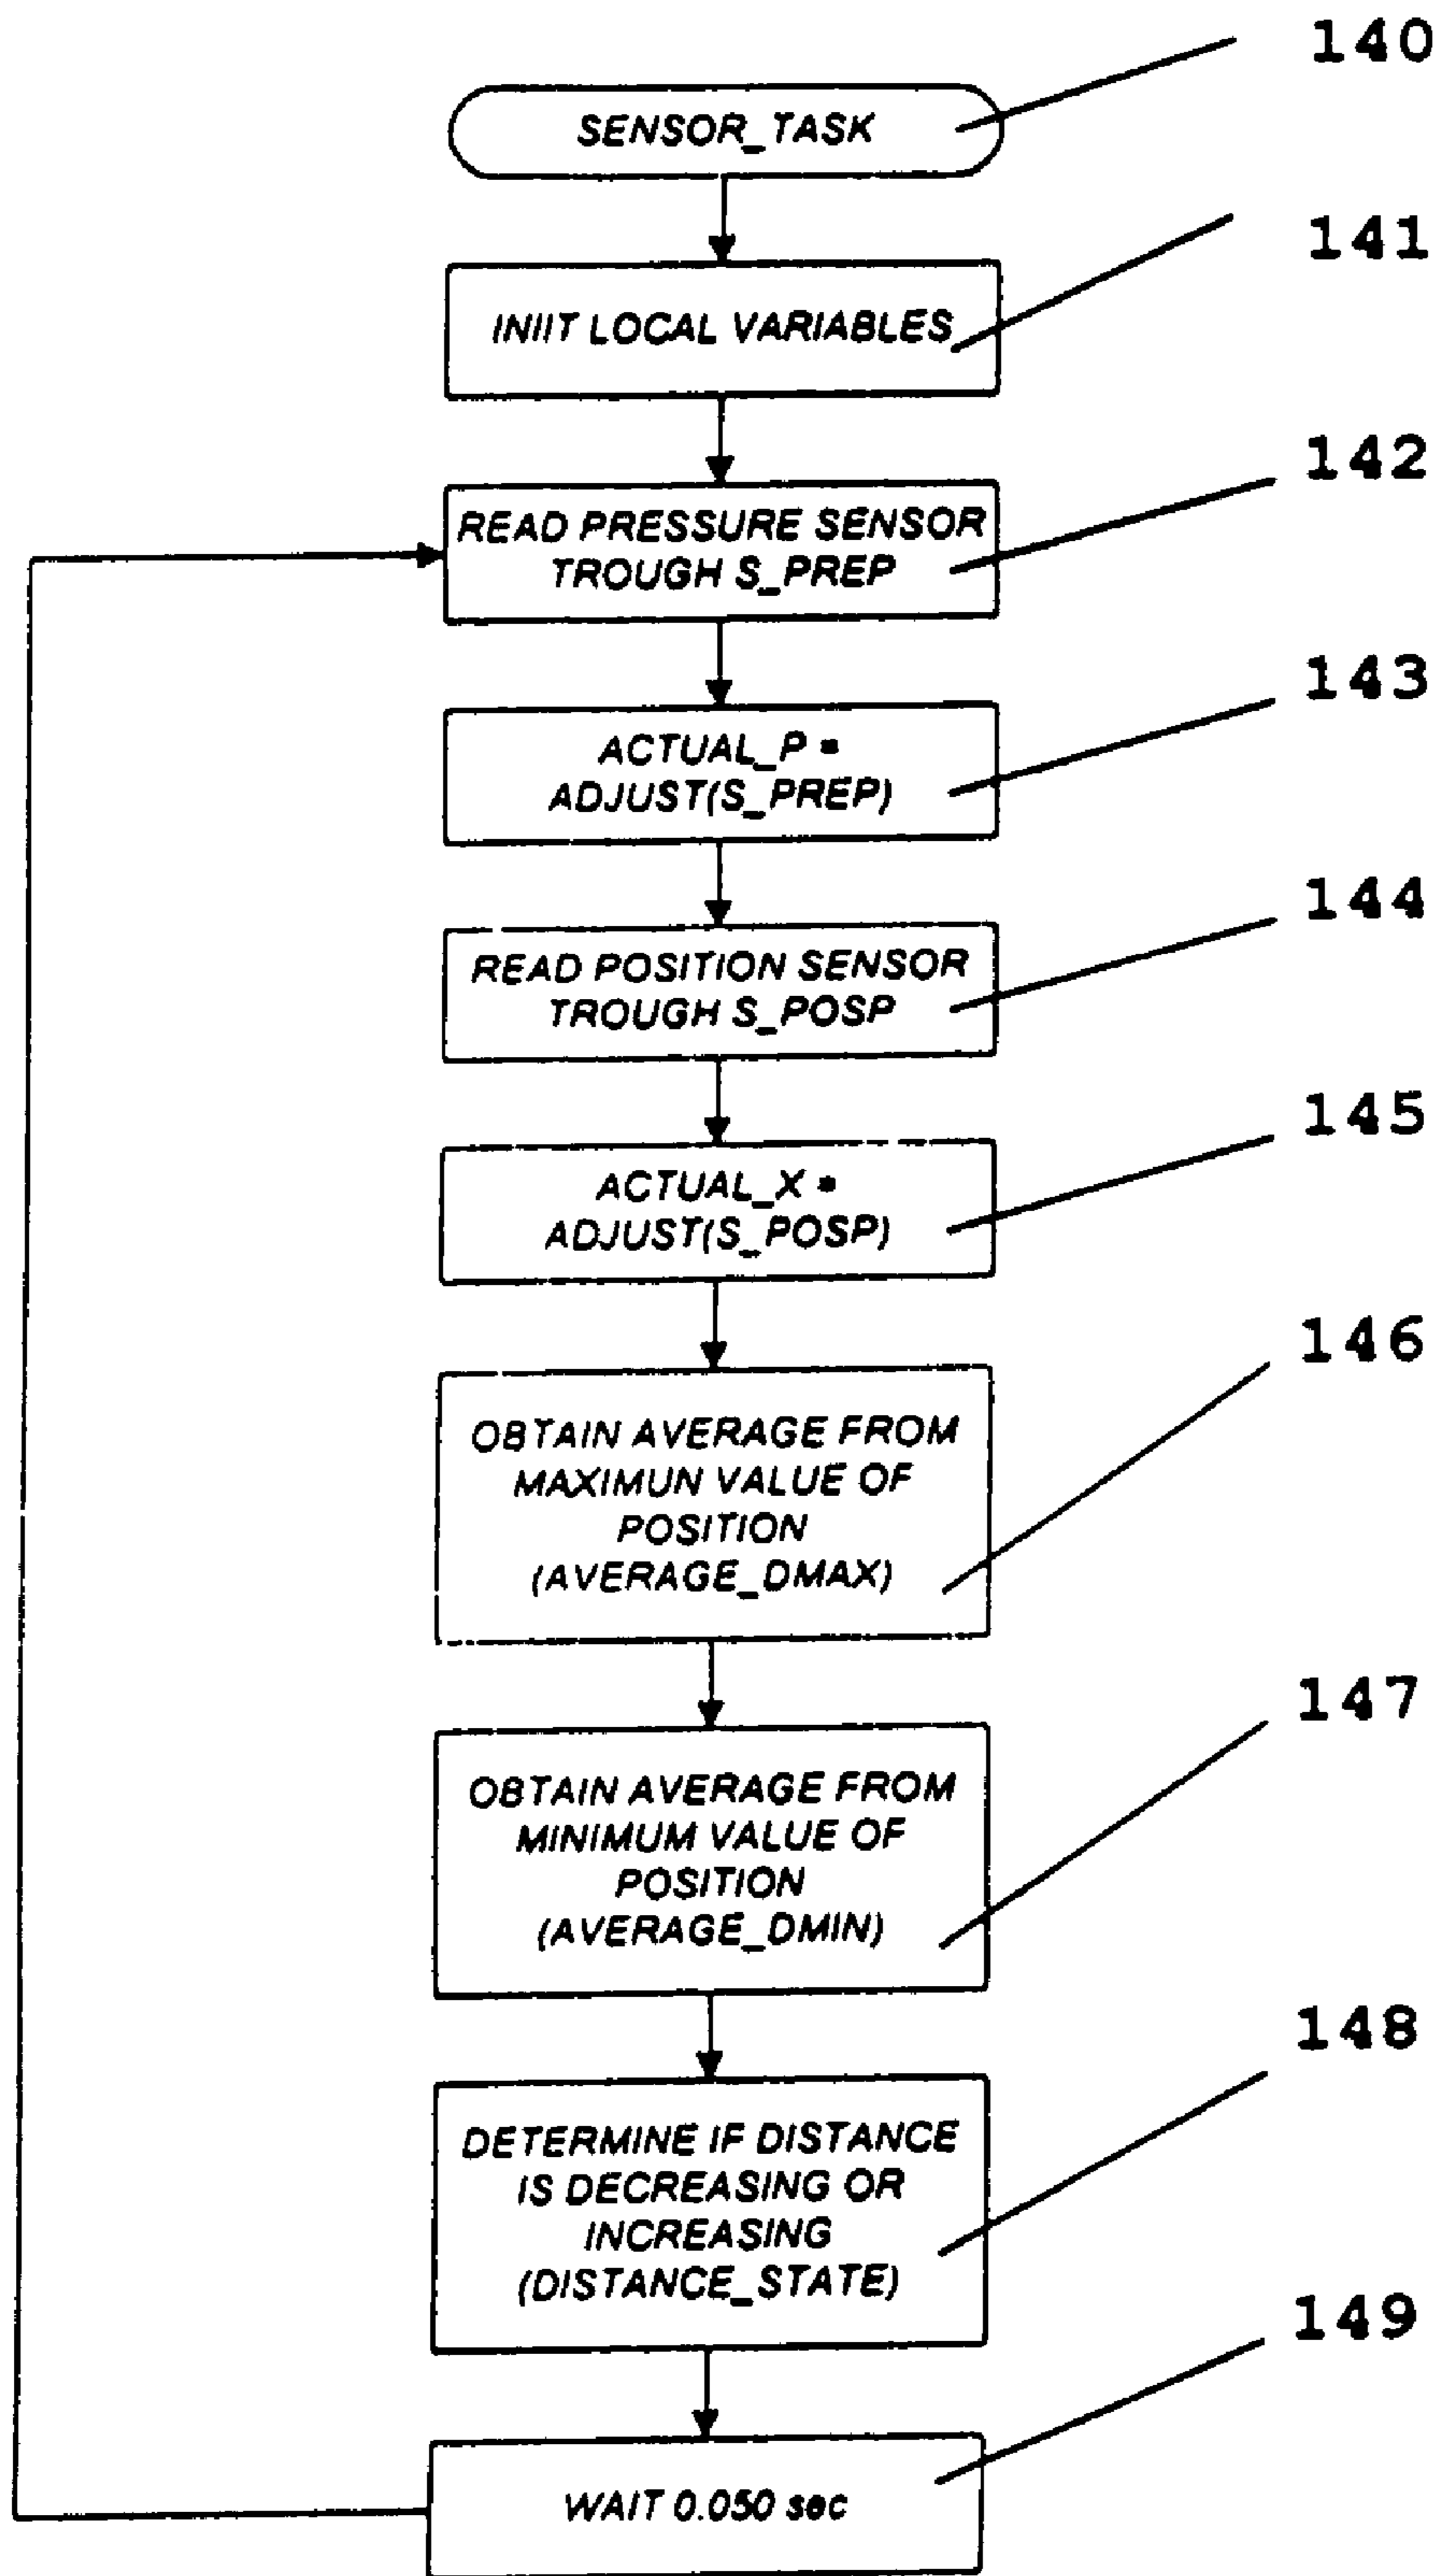 140
SENSOR_TASK
141
INIIT LOCAL VARIABLES
142
READ PRESSURE SENSOR
TROUGH S_PREP
143
ACTUAL_P =
ADJUST(S_PREP)
144
READ POSITION SENSOR
TROUGH S_POSP
145
ACTUAL_X =
ADJUST(S_POSP)
146
OBTAIN AVERAGE FROM
MAXIMUN VALUE OF
POSITION
(AVERAGE_DMAX)
147
OBTAIN AVERAGE FROM
MINIMUM VALUE OF
POSITION
(AVERAGE_DMIN)
148
DETERMINE IF DISTANCE
IS DECREASING OR
INCREASING
(DISTANCE_STATE)
149
WAIT 0.050 sec